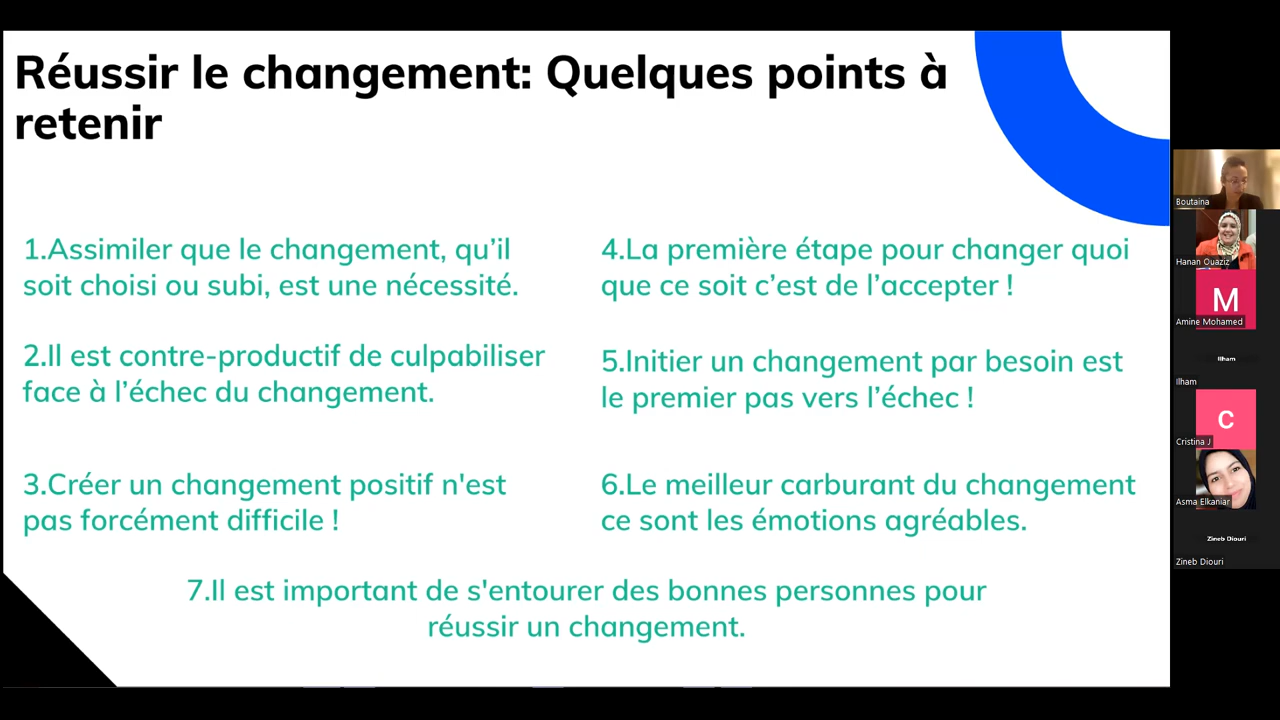 Réussir le changement: Quelques points à
retenir
1.Assimiler que le changement, qu’il
soit choisi ou subi, est une nécessité.
2.Il est contre-productif de culpabiliser
face à l’échec du changement.
3.Créer un changement positif n'est
pas forcément difficile !
4.La première étape pour changer quoi
que ce soit c’est de l’accepter !
5.Initier un changement par besoin est
le premier pas vers l’échec !
6.Le meilleur carburant du changement
ce sont les émotions agréables.
7.Il est important de s'entourer des bonnes personnes pour
réussir un changement.
Boutaina
Hanan Ouaziz
M
Amine Mohamed
Ilham
Ilham
C
Cristina J
Asma Elkaniar
Zineb Diouri
Zineb Diouri